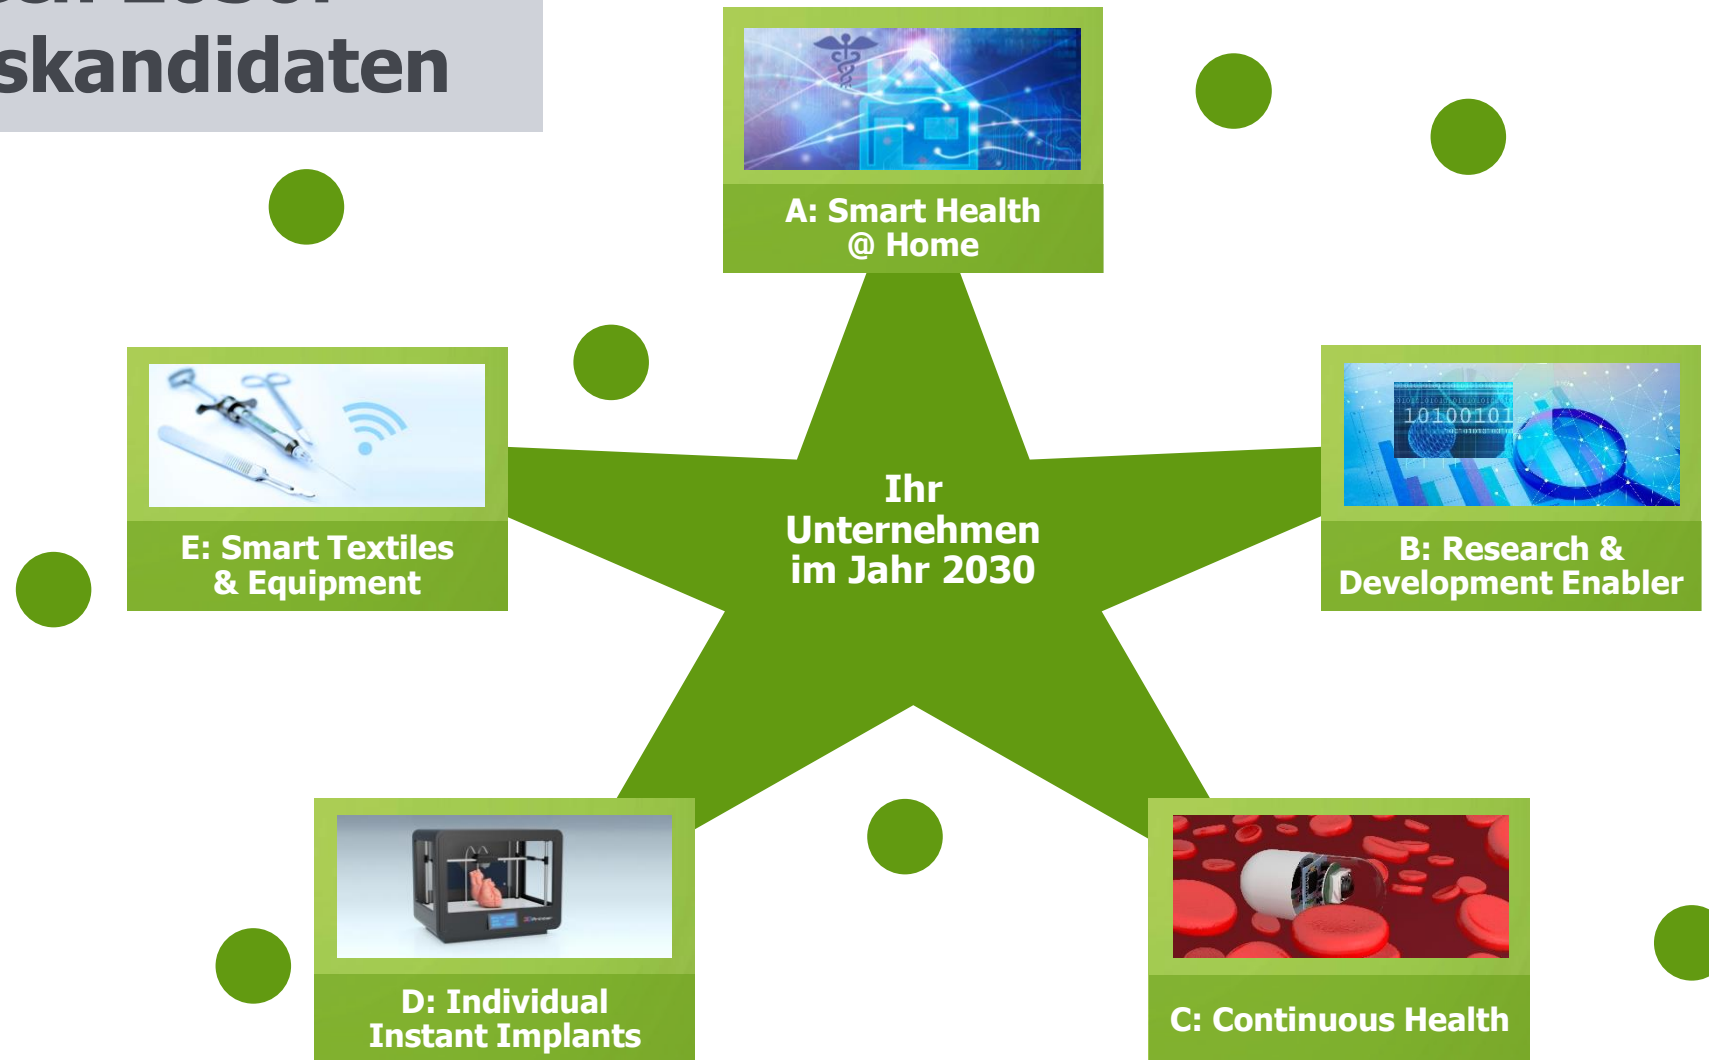 skandidaten
A: Smart Health
@ Home
E: Smart Textiles
& Equipment
Ihr
Unternehmen
im Jahr 2030
10100101
B: Research &
Development Enabler
D: Individual
Instant Implants
C: Continuous Health